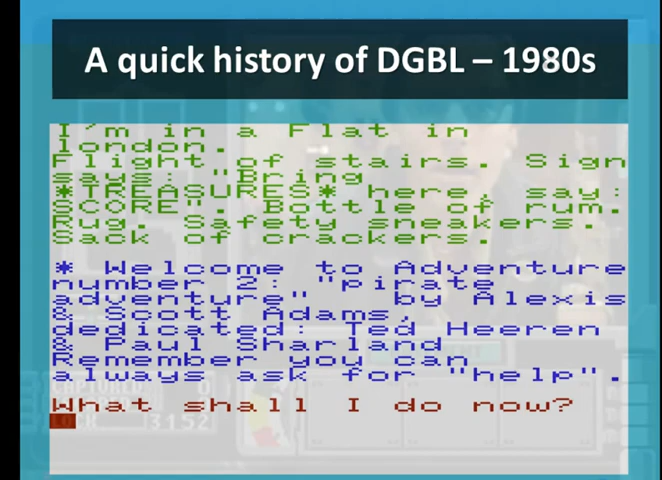 A quick history of DGBL – 1980s
I'm in a Flat in
london.
Flight of stairs. Sign
says: "Bring
*TREASURES* here, say:
SCORE". Bottle of rum.
Rug. Safety sneakers.
Sack of crackers.
* Welcome to Adventure
number 2: "pirate
adventure" by Alexis
& Scott Adams,
dedicated: Ted Heeren
& Paul Sharland
Remember you can
always ask for "help".
What shall I do now?
3152